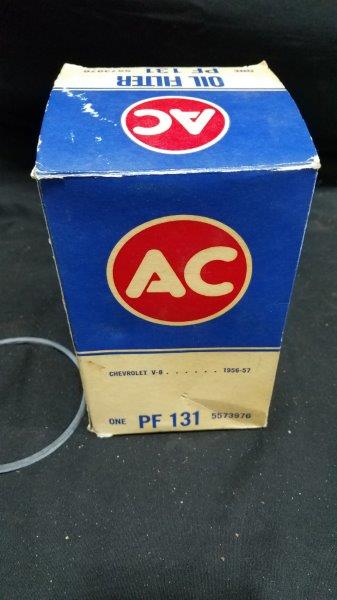 ONE PF 131 5573976
OIL FILTER
AC
AC
CHEVROLET V-8 . . . . . . 1956-57
ONE PF 131 5573976